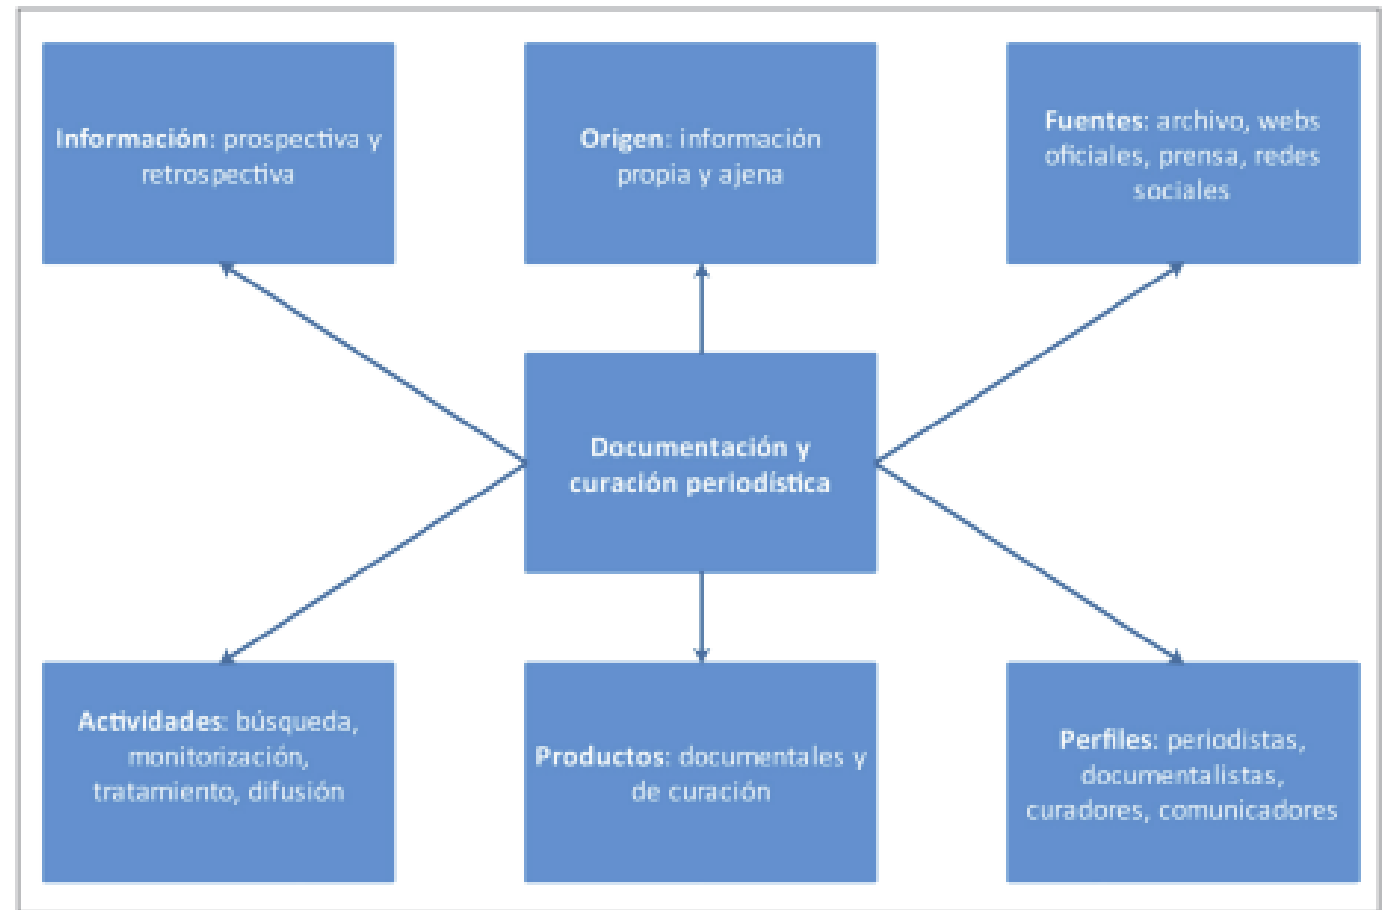 Información: prospectiva y
retrospectiva
Origen: información
propia y ajena
Fuentes: archivo, webs
oficiales, prensa, redes
sociales
Documentación y
curación periodística
Actividades: búsqueda,
monitorización,
tratamiento, difusión
Productos: documentales y
de curación
Perfiles: periodistas,
documentalistas,
curadores, comunicadores